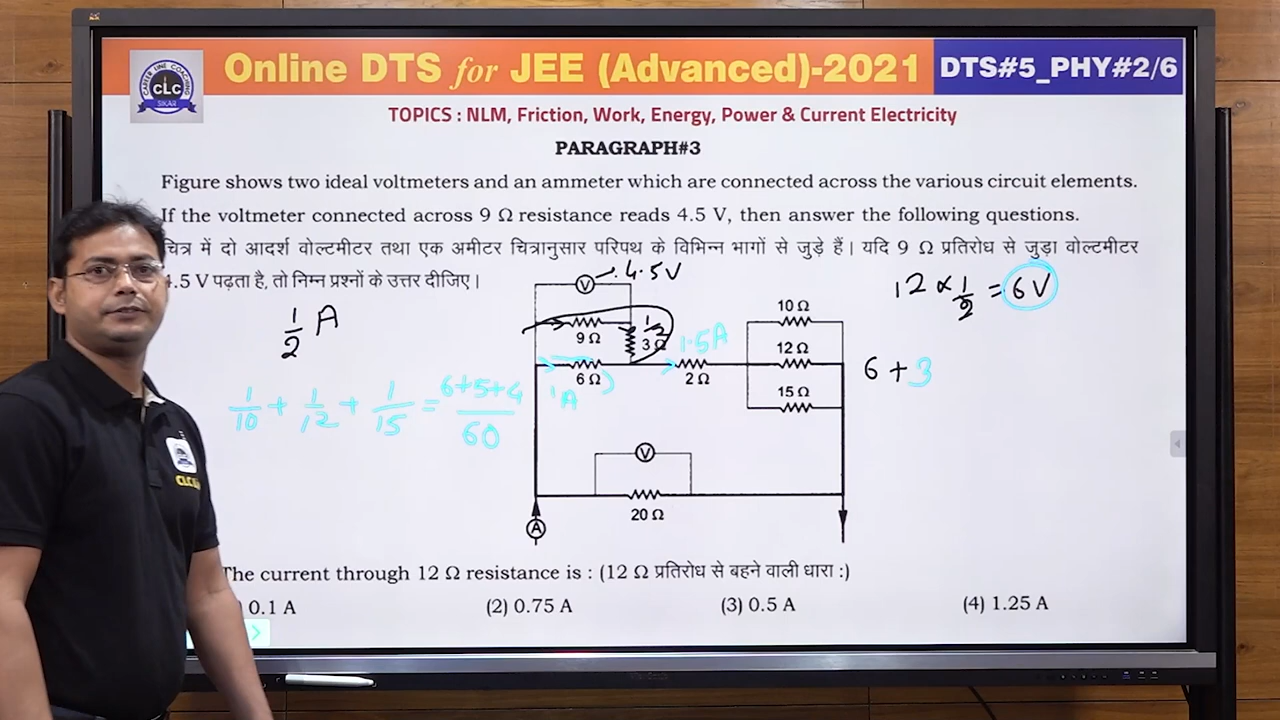 Online DTS for JEE (Advanced)-2021 DTS#5_PHY#2/6
CAREER LINE COACHING
CLC
SIKAR
TOPICS : NLM, Friction, Work, Energy, Power & Current Electricity
PARAGRAPH#3
Figure shows two ideal voltmeters and an ammeter which are connected across the various circuit elements.
If the voltmeter connected across 9 Ω resistance reads 4.5 V, then answer the following questions.
चित्र में दो आदर्श वोल्टमीटर तथा एक अमीटर चित्रानुसार परिपथ के विभिन्न भागों से जुड़े हैं। यदि 9 Ω प्रतिरोध से जुड़ा वोल्टमीटर
4.5 V पढ़ता है, तो निम्न प्रश्नों के उत्तर दीजिए।
V 4.5V
12 × 1/2 = 6V
1/2 A
10 Ω
9 Ω
1/2
3 Ω
1.5A
12 Ω
6 Ω
2 Ω
6 + 3
1A
15 Ω
1/10 + 1/12 + 1/15 = 6+5+4/60
V
20 Ω
A
The current through 12 Ω resistance is : (12 Ω प्रतिरोध से बहने वाली धारा :)
0.1 A (2) 0.75 A (3) 0.5 A (4) 1.25 A
CLC